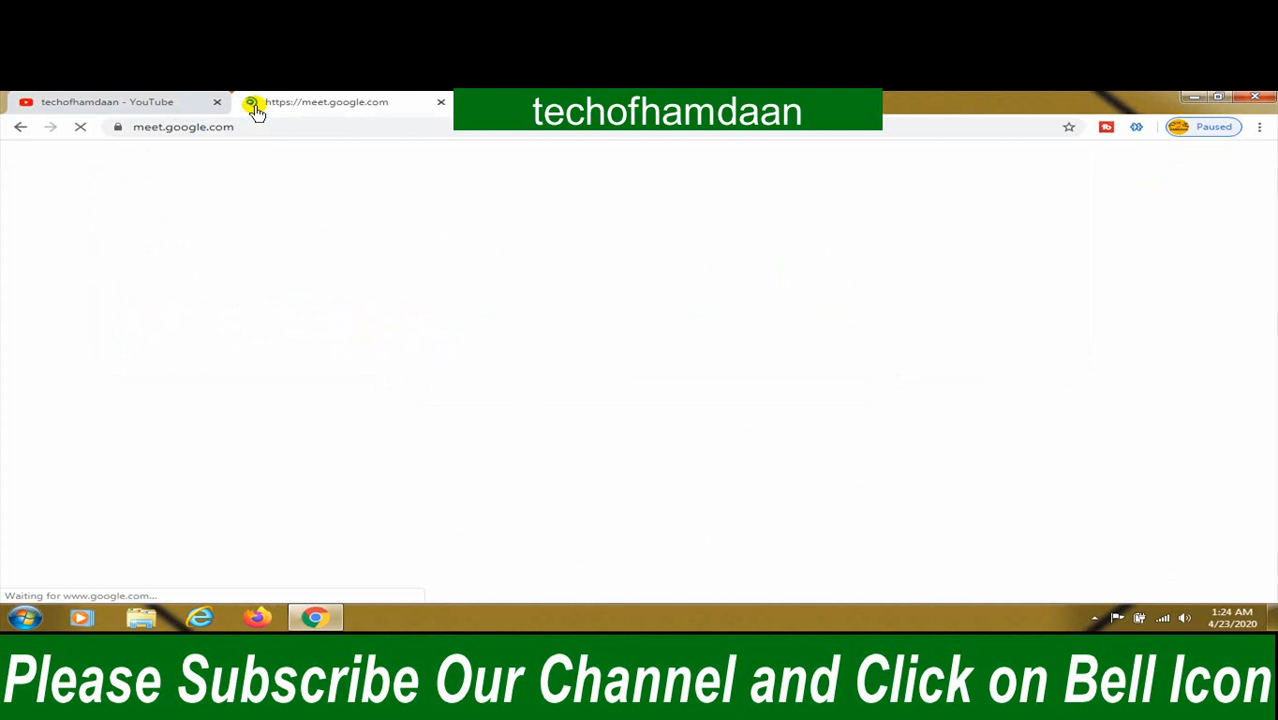 techofhamdaan - YouTube
https://meet.google.com
techofhamdaan
meet.google.com
Paused
Waiting for www.google.com...
1:24 AM
4/23/2020
Please Subscribe Our Channel and Click on Bell Icon